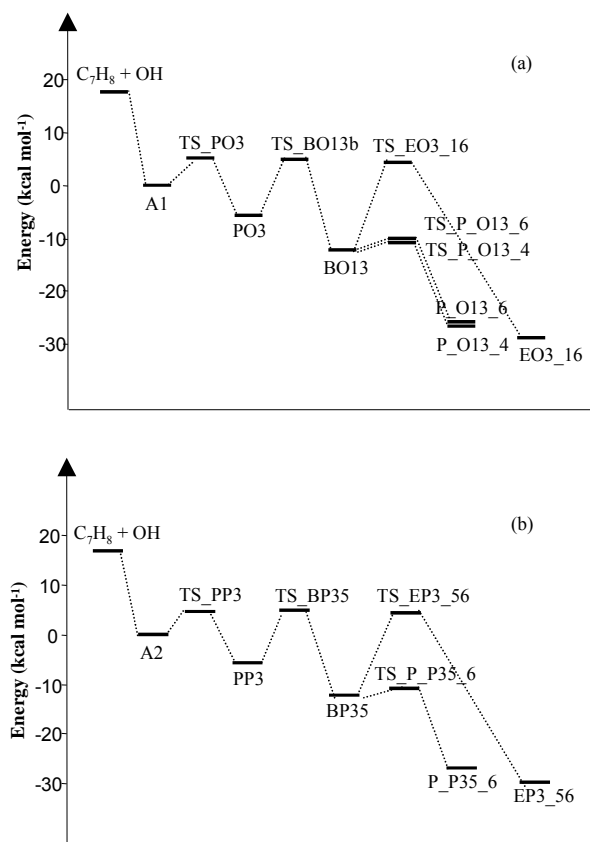 (a)
C₇H₈ + OH
20
TS_PO3
TS_BO13b
TS_EO3_16
10
0
A1
PO3
TS_P_O13_6
TS_P_O13_4
-10
BO13
-20
P_O13_6
P_O13_4
-30
EO3_16
Energy (kcal mol⁻¹)
(b)
C₇H₈ + OH
20
TS_PP3
TS_BP35
TS_EP3_56
10
0
A2
PP3
TS_P_P35_6
-10
BP35
-20
P_P35_6
EP3_56
-30
Energy (kcal mol⁻¹)